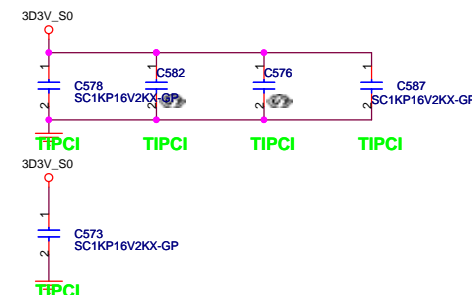 3D3V_S0
1 1 1 1
C582 C576
C578 C587
SC1KP16V2KX-GP SC1KP16V2KX-GP
2 2 2 2
TIPCI TIPCI TIPCI TIPCI
3D3V_S0
1
C573
SC1KP16V2KX-GP
2
TIPCI